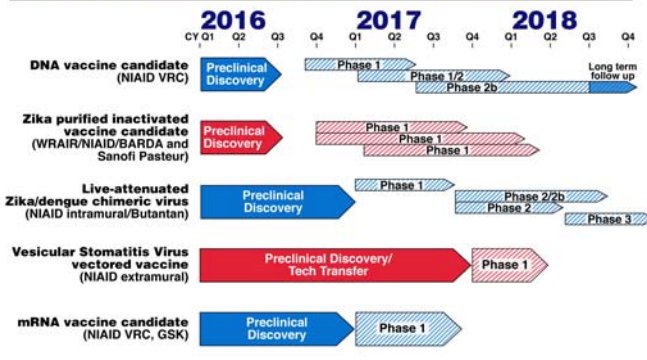 2016 2017 2018
CY Q1 Q2 Q3 Q4 Q1 Q2 Q3 Q4 Q1 Q2 Q3 Q4
DNA vaccine candidate
(NIAID VRC)
Preclinical
Discovery
Phase 1
Phase 1/2
Phase 2b
Long term
follow up
Zika purified inactivated
vaccine candidate
(WRAIR/NIAID/BARDA and
Sanofi Pasteur)
Preclinical
Discovery
Phase 1
Phase 1
Phase 1
Live-attenuated
Zika/dengue chimeric virus
(NIAID intramural/Butantan)
Preclinical
Discovery
Phase 1
Phase 2/2b
Phase 2
Phase 3
Vesicular Stomatitis Virus
vectored vaccine
(NIAID extramural)
Preclinical Discovery/
Tech Transfer
Phase 1
mRNA vaccine candidate
(NIAID VRC, GSK)
Preclinical
Discovery
Phase 1